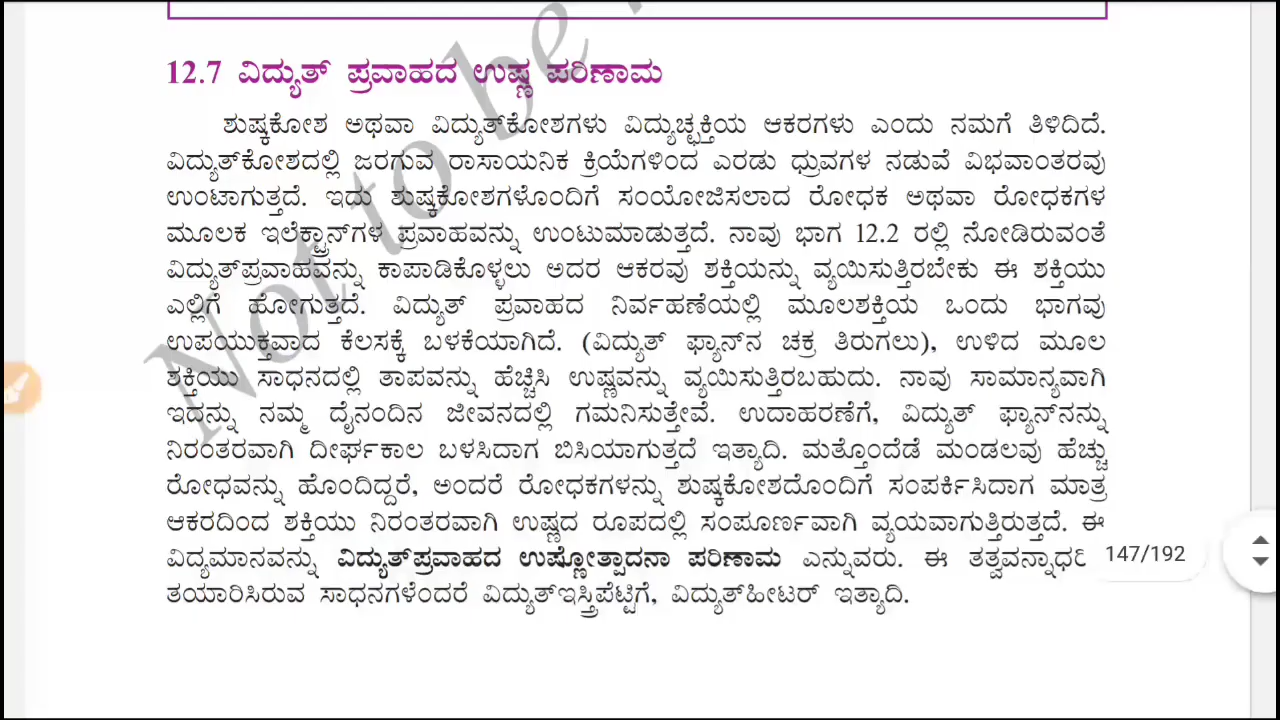 12.7 ವಿದ್ಯುತ್ ಪ್ರವಾಹದ ಉಷ್ಣ ಪರಿಣಾಮ
ಶುಷ್ಕಕೋಶ ಅಥವಾ ವಿದ್ಯುತ್‌ಕೋಶಗಳು ವಿದ್ಯುಚ್ಛಕ್ತಿಯ ಆಕರಗಳು ಎಂದು ನಮಗೆ ತಿಳಿದಿದೆ.
ವಿದ್ಯುತ್‌ಕೋಶದಲ್ಲಿ ಜರಗುವ ರಾಸಾಯನಿಕ ಕ್ರಿಯೆಗಳಿಂದ ಎರಡು ಧ್ರುವಗಳ ನಡುವೆ ವಿಭವಾಂತರವು
ಉಂಟಾಗುತ್ತದೆ. ಇದು ಶುಷ್ಕಕೋಶಗಳೊಂದಿಗೆ ಸಂಯೋಜಿಸಲಾದ ರೋಧಕ ಅಥವಾ ರೋಧಕಗಳ
ಮೂಲಕ ಇಲೆಕ್ಟ್ರಾನ್‌ಗಳ ಪ್ರವಾಹವನ್ನು ಉಂಟುಮಾಡುತ್ತದೆ. ನಾವು ಭಾಗ 12.2 ರಲ್ಲಿ ನೋಡಿರುವಂತೆ
ವಿದ್ಯುತ್‌ಪ್ರವಾಹವನ್ನು ಕಾಪಾಡಿಕೊಳ್ಳಲು ಅದರ ಆಕರವು ಶಕ್ತಿಯನ್ನು ವ್ಯಯಿಸುತ್ತಿರಬೇಕು ಈ ಶಕ್ತಿಯು
ಎಲ್ಲಿಗೆ ಹೋಗುತ್ತದೆ. ವಿದ್ಯುತ್ ಪ್ರವಾಹದ ನಿರ್ವಹಣೆಯಲ್ಲಿ ಮೂಲಶಕ್ತಿಯ ಒಂದು ಭಾಗವು
ಉಪಯುಕ್ತವಾದ ಕೆಲಸಕ್ಕೆ ಬಳಕೆಯಾಗಿದೆ. (ವಿದ್ಯುತ್ ಫ್ಯಾನ್‌ನ ಚಕ್ರ ತಿರುಗಲು), ಉಳಿದ ಮೂಲ
ಶಕ್ತಿಯು ಸಾಧನದಲ್ಲಿ ತಾಪವನ್ನು ಹೆಚ್ಚಿಸಿ ಉಷ್ಣವನ್ನು ವ್ಯಯಿಸುತ್ತಿರಬಹುದು. ನಾವು ಸಾಮಾನ್ಯವಾಗಿ
ಇದನ್ನು ನಮ್ಮ ದೈನಂದಿನ ಜೀವನದಲ್ಲಿ ಗಮನಿಸುತ್ತೇವೆ. ಉದಾಹರಣೆಗೆ, ವಿದ್ಯುತ್ ಫ್ಯಾನ್‌ನನ್ನು
ನಿರಂತರವಾಗಿ ದೀರ್ಘಕಾಲ ಬಳಸಿದಾಗ ಬಿಸಿಯಾಗುತ್ತದೆ ಇತ್ಯಾದಿ. ಮತ್ತೊಂದೆಡೆ ಮಂಡಲವು ಹೆಚ್ಚು
ರೋಧವನ್ನು ಹೊಂದಿದ್ದರೆ, ಅಂದರೆ ರೋಧಕಗಳನ್ನು ಶುಷ್ಕಕೋಶದೊಂದಿಗೆ ಸಂಪರ್ಕಿಸಿದಾಗ ಮಾತ್ರ
ಆಕರದಿಂದ ಶಕ್ತಿಯು ನಿರಂತರವಾಗಿ ಉಷ್ಣದ ರೂಪದಲ್ಲಿ ಸಂಪೂರ್ಣವಾಗಿ ವ್ಯಯವಾಗುತ್ತಿರುತ್ತದೆ. ಈ
ವಿದ್ಯಮಾನವನ್ನು ವಿದ್ಯುತ್‌ಪ್ರವಾಹದ ಉಷ್ಣೋತ್ಪಾದನಾ ಪರಿಣಾಮ ಎನ್ನುವರು. ಈ
147/192
ತಯಾರಿಸಿರುವ ಸಾಧನಗಳೆಂದರೆ ವಿದ್ಯುತ್‌ಇಸ್ತ್ರಿಪೆಟ್ಟಿಗೆ, ವಿದ್ಯುತ್‌ಹೀಟರ್ ಇತ್ಯಾದಿ.
Not to be